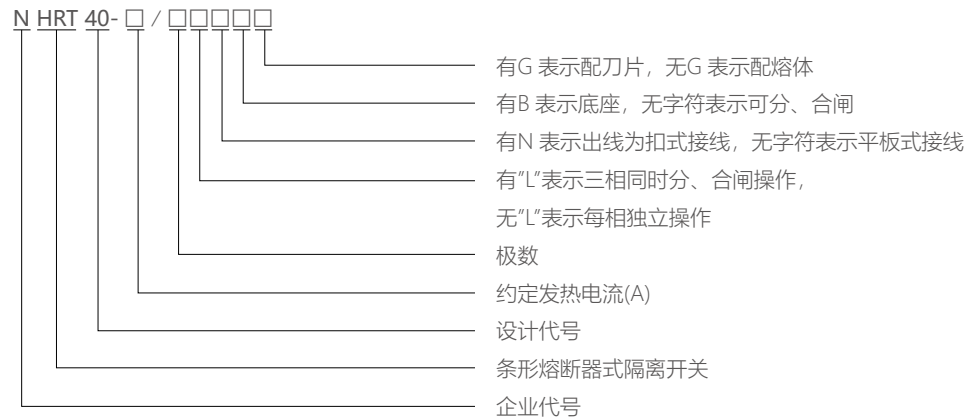 N HRT 40-□ / □□□□□
有G 表示配刀片，无G 表示配熔体
有B 表示底座，无字符表示可分、合闸
有N 表示出线为扣式接线，无字符表示平板式接线
有”L”表示三相同时分、合闸操作，
无”L”表示每相独立操作
极数
约定发热电流(A)
设计代号
条形熔断器式隔离开关
企业代号